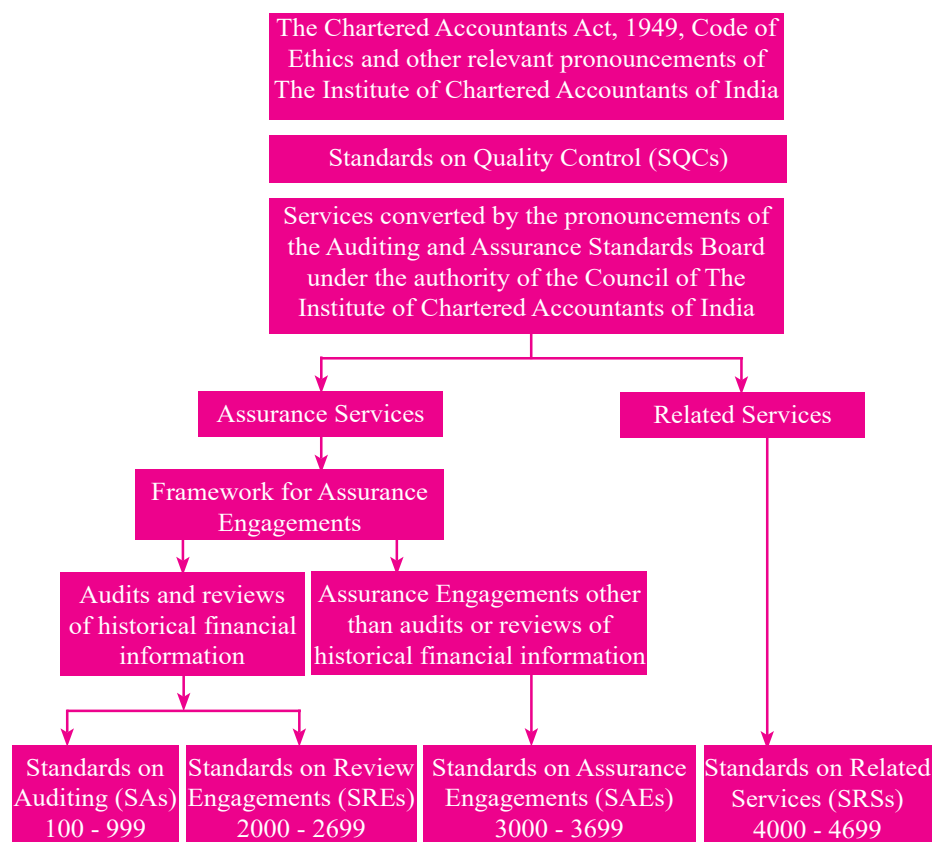 The Chartered Accountants Act, 1949, Code of
Ethics and other relevant pronouncements of
The Institute of Chartered Accountants of India
Standards on Quality Control (SQCs)
Services converted by the pronouncements of
the Auditing and Assurance Standards Board
under the authority of the Council of The
Institute of Chartered Accountants of India
Assurance Services
Related Services
Framework for Assurance
Engagements
Audits and reviews
of historical financial
information
Assurance Engagements other
than audits or reviews of
historical financial information
Standards on
Auditing (SAs)
100 - 999
Standards on Review
Engagements (SREs)
2000 - 2699
Standards on Assurance
Engagements (SAEs)
3000 - 3699
Standards on Related
Services (SRSs)
4000 - 4699